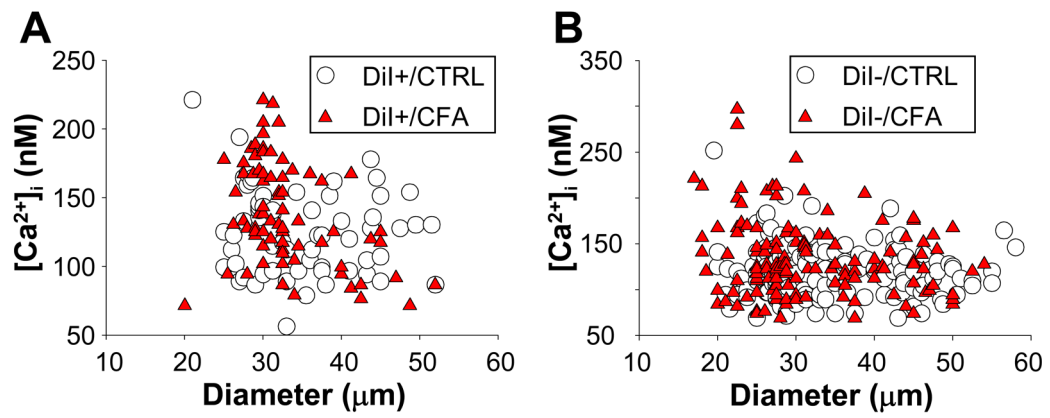 A
B
[Ca²⁺]ᵢ (nM)
250
200
150
100
50
10
20
30
40
50
60
Diameter (μm)
DiI+/CTRL
DiI+/CFA
[Ca²⁺]ᵢ (nM)
350
250
150
50
10
20
30
40
50
60
Diameter (μm)
DiI-/CTRL
DiI-/CFA